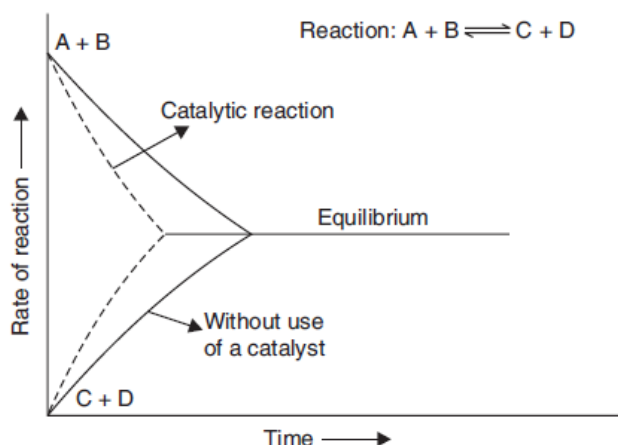 Reaction: A + B ⇌ C + D
A + B
Catalytic reaction
Equilibrium
Rate of reaction
Without use
of a catalyst
C + D
Time